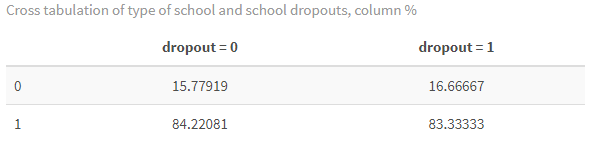 Cross tabulation of type of school and school dropouts, column %
dropout = 0 dropout = 1
0 15.77919 16.66667
1 84.22081 83.33333